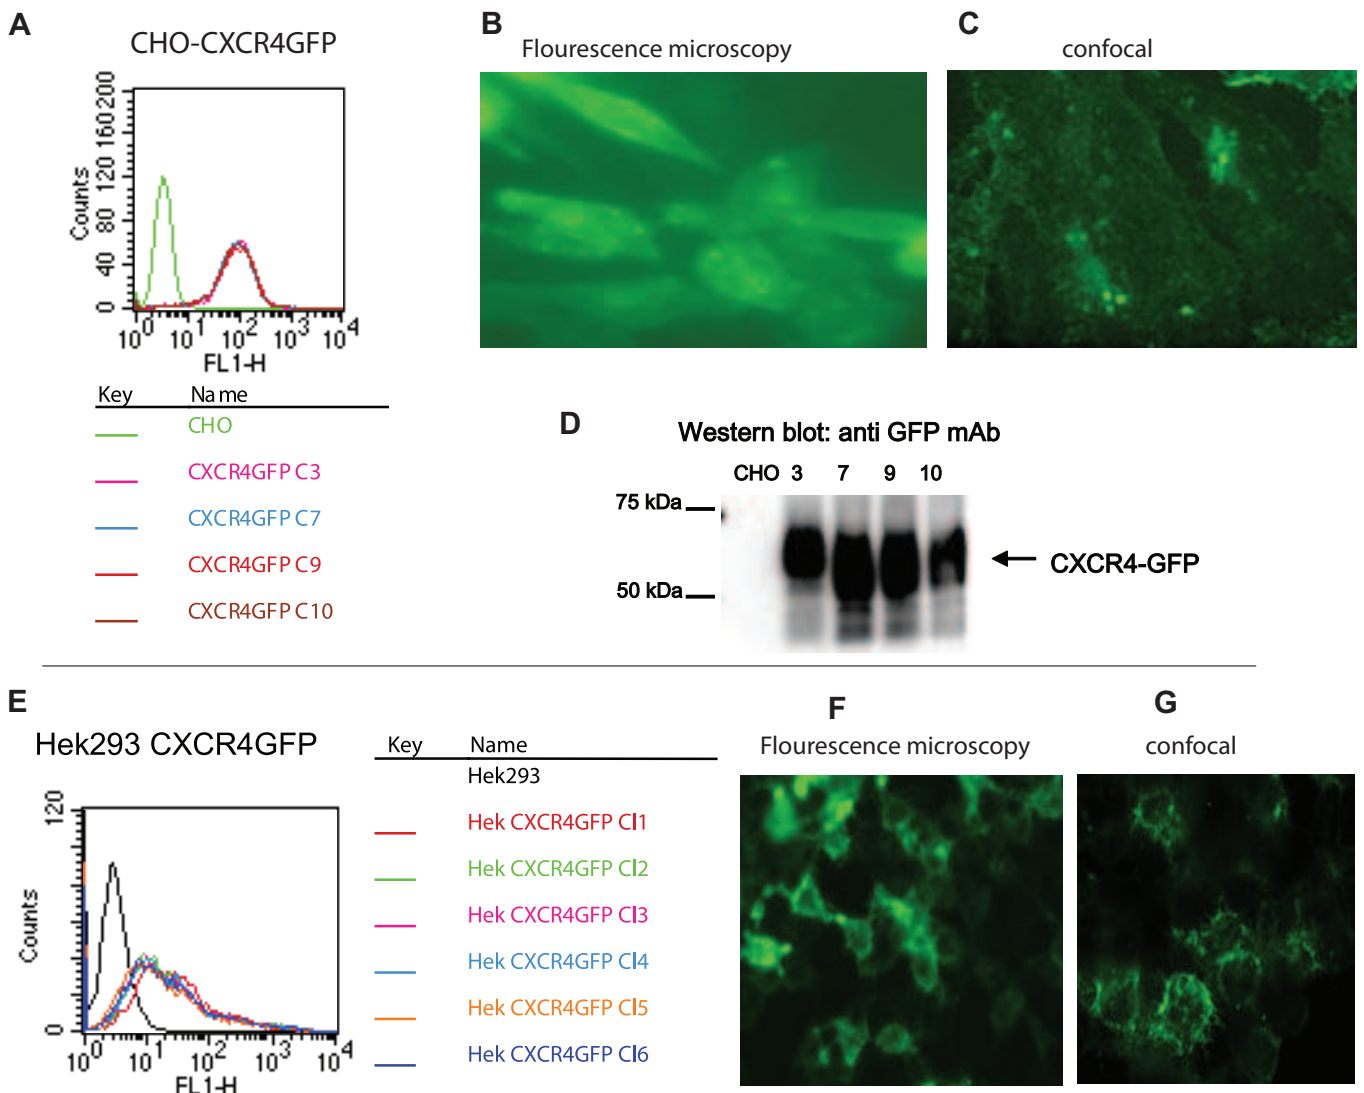 A
CHO-CXCR4GFP
Counts
200
160
120
80
40
0
10^0 10^1 10^2 10^3 10^4
FL1-H
Key Name
CHO
CXCR4GFP C3
CXCR4GFP C7
CXCR4GFP C9
CXCR4GFP C10
B
Flourescence microscopy
C
confocal
D
Western blot: anti GFP mAb
CHO 3 7 9 10
75 kDa
50 kDa
CXCR4-GFP
E
Hek293 CXCR4GFP
Counts
120
0
10^0 10^1 10^2 10^3 10^4
FL1-H
Key Name
Hek293
Hek CXCR4GFP Cl1
Hek CXCR4GFP Cl2
Hek CXCR4GFP Cl3
Hek CXCR4GFP Cl4
Hek CXCR4GFP Cl5
Hek CXCR4GFP Cl6
F
Flourescence microscopy
G
confocal